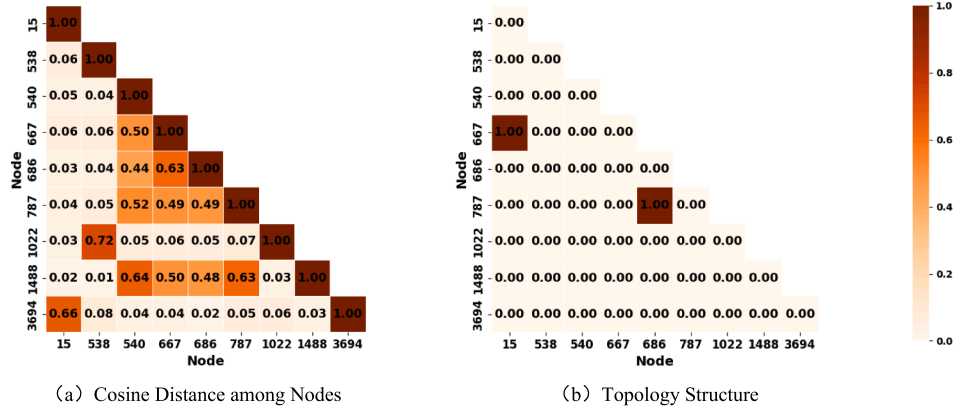 15 1.00
538 0.06 1.00
540 0.05 0.04 1.00
667 0.06 0.06 0.50 1.00
686 0.03 0.04 0.44 0.63 1.00
787 0.04 0.05 0.52 0.49 0.49 1.00
1022 0.03 0.72 0.05 0.06 0.05 0.07 1.00
1488 0.02 0.01 0.64 0.50 0.48 0.63 0.03 1.00
3694 0.66 0.08 0.04 0.04 0.02 0.05 0.06 0.03 1.00
Node
15 538 540 667 686 787 1022 1488 3694
Node
(a) Cosine Distance among Nodes
15 0.00
538 0.00 0.00
540 0.00 0.00 0.00
667 1.00 0.00 0.00 0.00
686 0.00 0.00 0.00 0.00 0.00
787 0.00 0.00 0.00 0.00 1.00 0.00
1022 0.00 0.00 0.00 0.00 0.00 0.00 0.00
1488 0.00 0.00 0.00 0.00 0.00 0.00 0.00 0.00
3694 0.00 0.00 0.00 0.00 0.00 0.00 0.00 0.00 0.00
Node
15 538 540 667 686 787 1022 1488 3694
Node
(b) Topology Structure
1.0
0.8
0.6
0.4
0.2
0.0